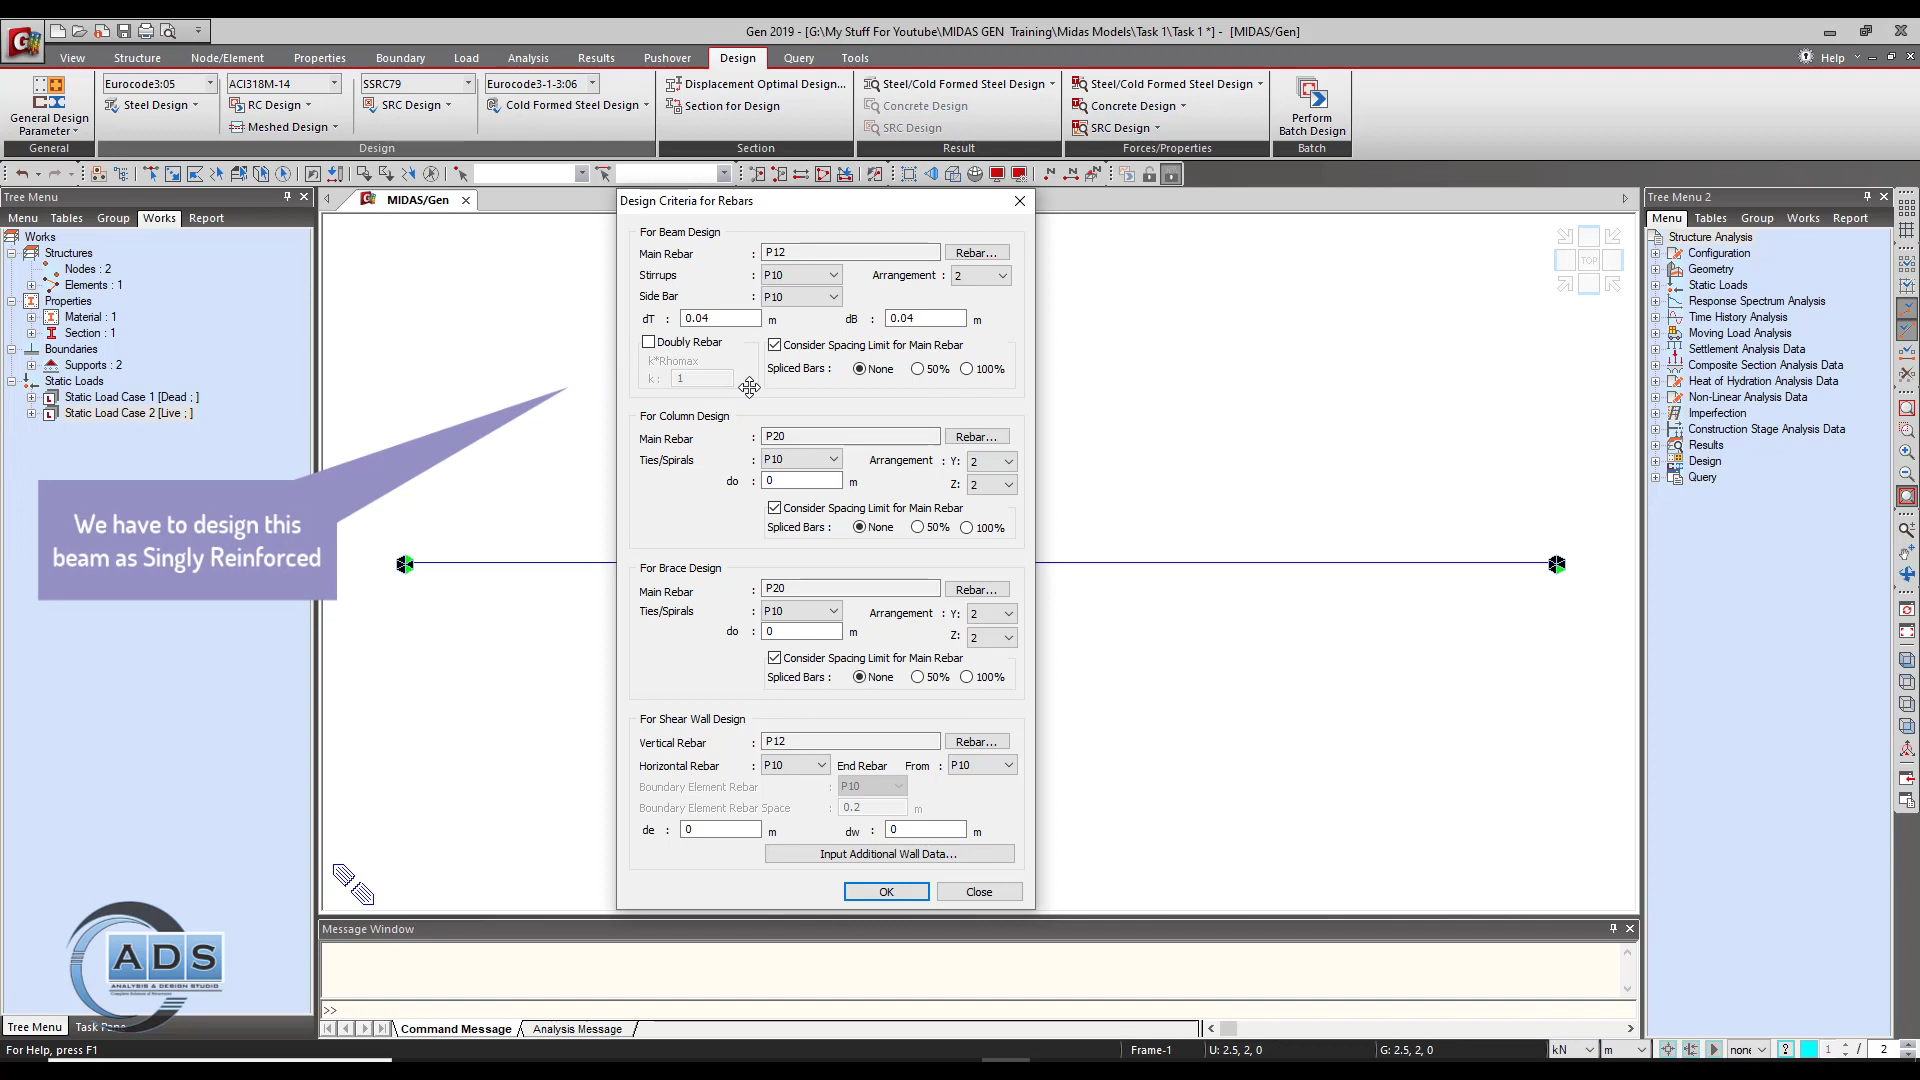 Gen 2019 - [G:\My Stuff For Youtube\MIDAS GEN Training\Midas Models\Task 1\Task 1 *] - [MIDAS/Gen]
View Structure Node/Element Properties Boundary Load Analysis Results Pushover Design Query Tools Help
General Design
Parameter
General
Eurocode3:05 ACI318M-14 SSRC79 Eurocode3-1-3:06
Steel Design RC Design SRC Design Cold Formed Steel Design
Meshed Design
Design
Displacement Optimal Design...
Section for Design
Section
Steel/Cold Formed Steel Design
Concrete Design
SRC Design
Result
Steel/Cold Formed Steel Design
Concrete Design
SRC Design
Forces/Properties
Perform
Batch Design
Batch
Tree Menu
Menu Tables Group Works Report
Works
Structures
Nodes : 2
Elements : 1
Properties
Material : 1
Section : 1
Boundaries
Supports : 2
Static Loads
Static Load Case 1 [Dead ; ]
Static Load Case 2 [Live ; ]
We have to design this
beam as Singly Reinforced
ADS
ANALYSIS & DESIGN STUDIO
Tree Menu Task Pane
MIDAS/Gen
TOP
Design Criteria for Rebars
For Beam Design
Main Rebar : P12 Rebar...
Stirrups : P10 Arrangement : 2
Side Bar : P10
dT : 0.04 m dB : 0.04 m
Doubly Rebar
k*Rhomax
k : 1
Consider Spacing Limit for Main Rebar
Spliced Bars : None 50% 100%
For Column Design
Main Rebar : P20 Rebar...
Ties/Spirals : P10 Arrangement : Y: 2
do : 0 m Z: 2
Consider Spacing Limit for Main Rebar
Spliced Bars : None 50% 100%
For Brace Design
Main Rebar : P20 Rebar...
Ties/Spirals : P10 Arrangement : Y: 2
do : 0 m Z: 2
Consider Spacing Limit for Main Rebar
Spliced Bars : None 50% 100%
For Shear Wall Design
Vertical Rebar : P12 Rebar...
Horizontal Rebar : P10 End Rebar From : P10
Boundary Element Rebar : P10
Boundary Element Rebar Space : 0.2 m
de : 0 m dw : 0 m
Input Additional Wall Data...
OK Close
Message Window
>>
Command Message Analysis Message
Tree Menu 2
Menu Tables Group Works Report
Structure Analysis
Configuration
Geometry
Static Loads
Response Spectrum Analysis
Time History Analysis
Moving Load Analysis
Settlement Analysis Data
Composite Section Analysis Data
Heat of Hydration Analysis Data
Non-Linear Analysis Data
Imperfection
Construction Stage Analysis Data
Results
Design
Query
For Help, press F1 Frame-1 U: 2.5, 2, 0 G: 2.5, 2, 0 kN m none ? 1 / 2